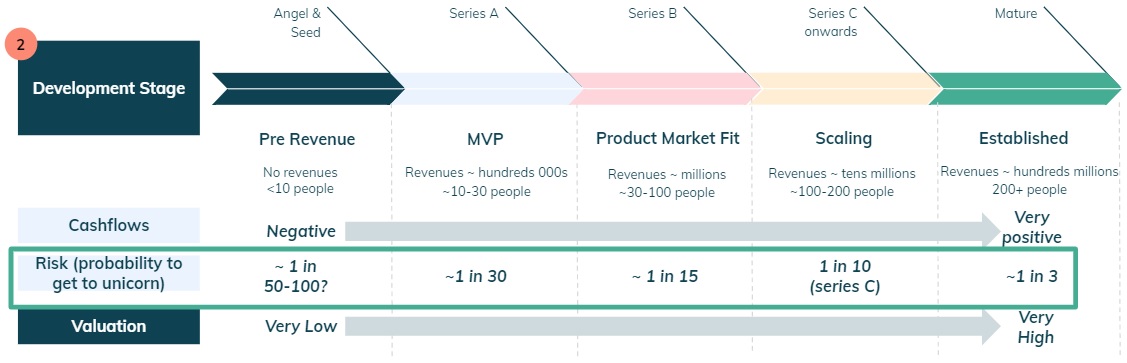 Angel &
Seed
Series A
Series B
Series C
onwards
Mature
2
Development Stage
Pre Revenue
MVP
Product Market Fit
Scaling
Established
No revenues
<10 people
Revenues ~ hundreds 000s
~10-30 people
Revenues ~ millions
~30-100 people
Revenues ~ tens millions
~100-200 people
Revenues ~ hundreds millions
200+ people
Cashflows
Negative
Very
positive
Risk (probability to
get to unicorn)
~ 1 in
50-100?
~1 in 30
~ 1 in 15
1 in 10
(series C)
~1 in 3
Valuation
Very Low
Very
High